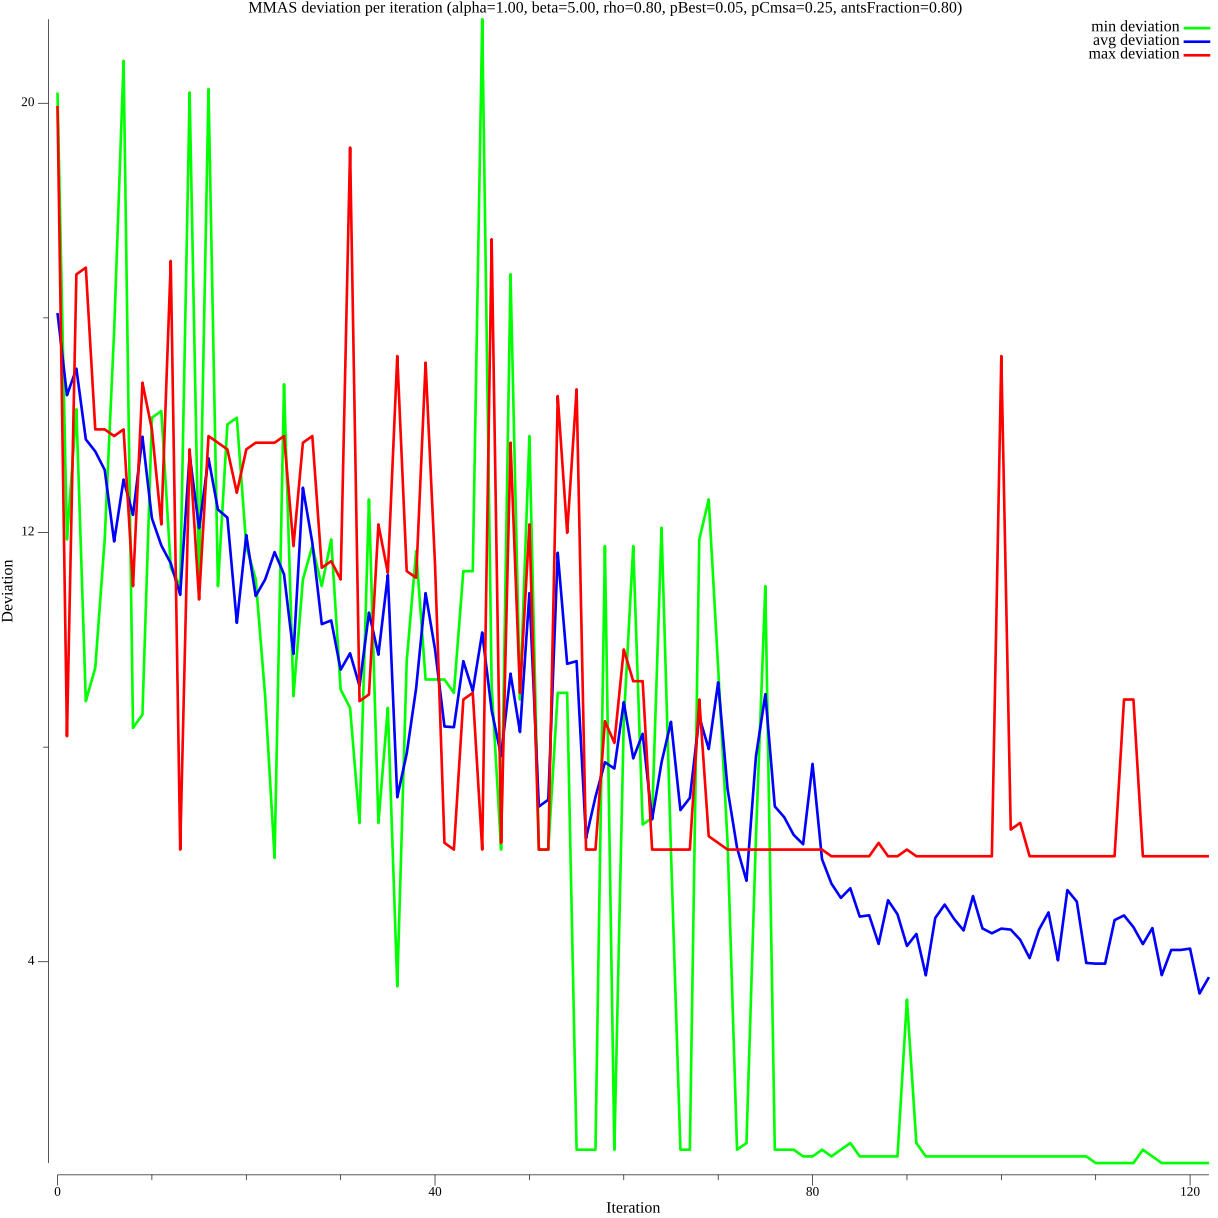 MMAS deviation per iteration (alpha=1.00, beta=5.00, rho=0.80, pBest=0.05, pCmsa=0.25, antsFraction=0.80)
min deviation
avg deviation
max deviation
20
12
4
Deviation
0
40
80
120
Iteration